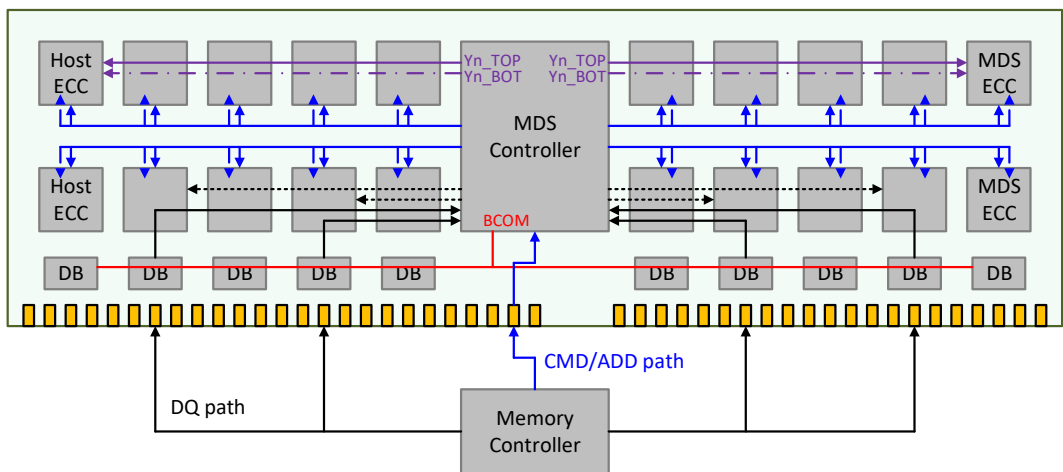 Host
ECC
Yn_TOP
Yn_BOT
Yn_TOP
Yn_BOT
MDS
ECC
MDS
Controller
Host
ECC
MDS
ECC
BCOM
DB
DB
DB
DB
DB
DB
DB
DB
DB
DB
CMD/ADD path
DQ path
Memory
Controller